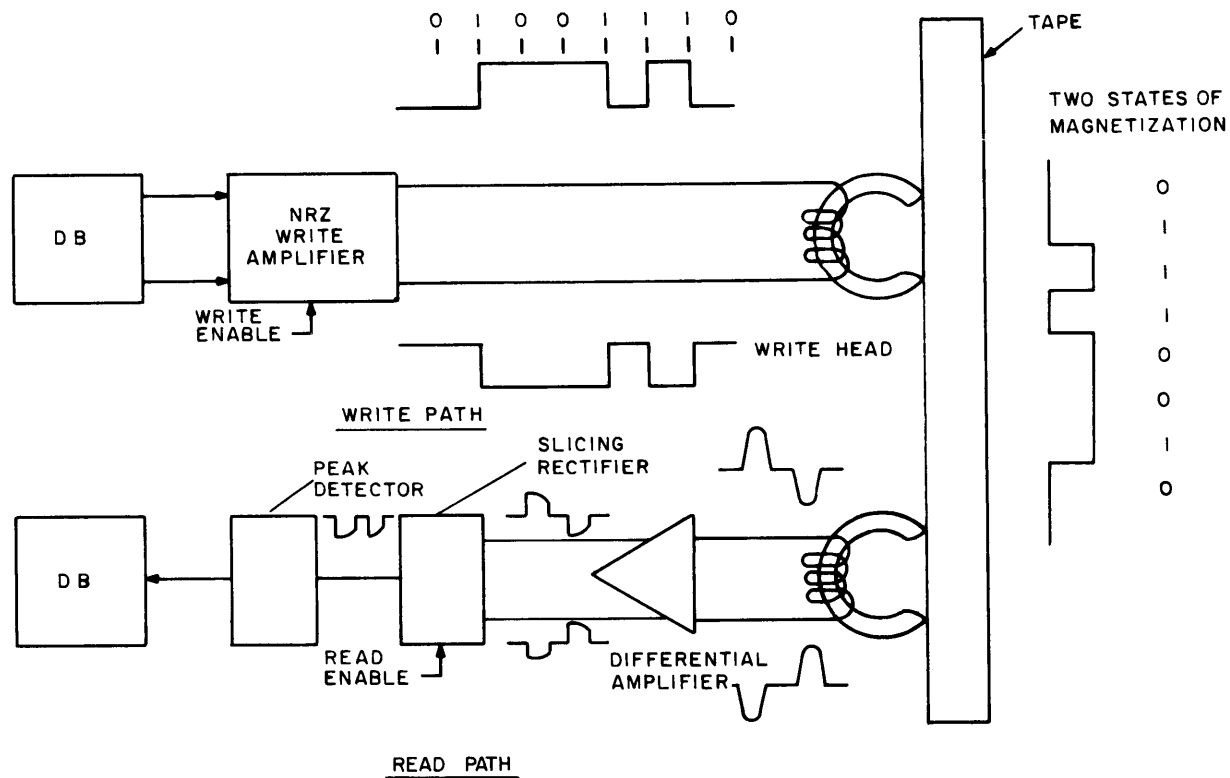 0 1 0 0 1 1 1 0
TAPE
TWO STATES OF
MAGNETIZATION
DB
NRZ
WRITE
AMPLIFIER
WRITE
ENABLE
WRITE HEAD
0
1
1
1
0
0
1
0
WRITE PATH
PEAK
DETECTOR
SLICING
RECTIFIER
DB
READ
ENABLE
DIFFERENTIAL
AMPLIFIER
READ PATH